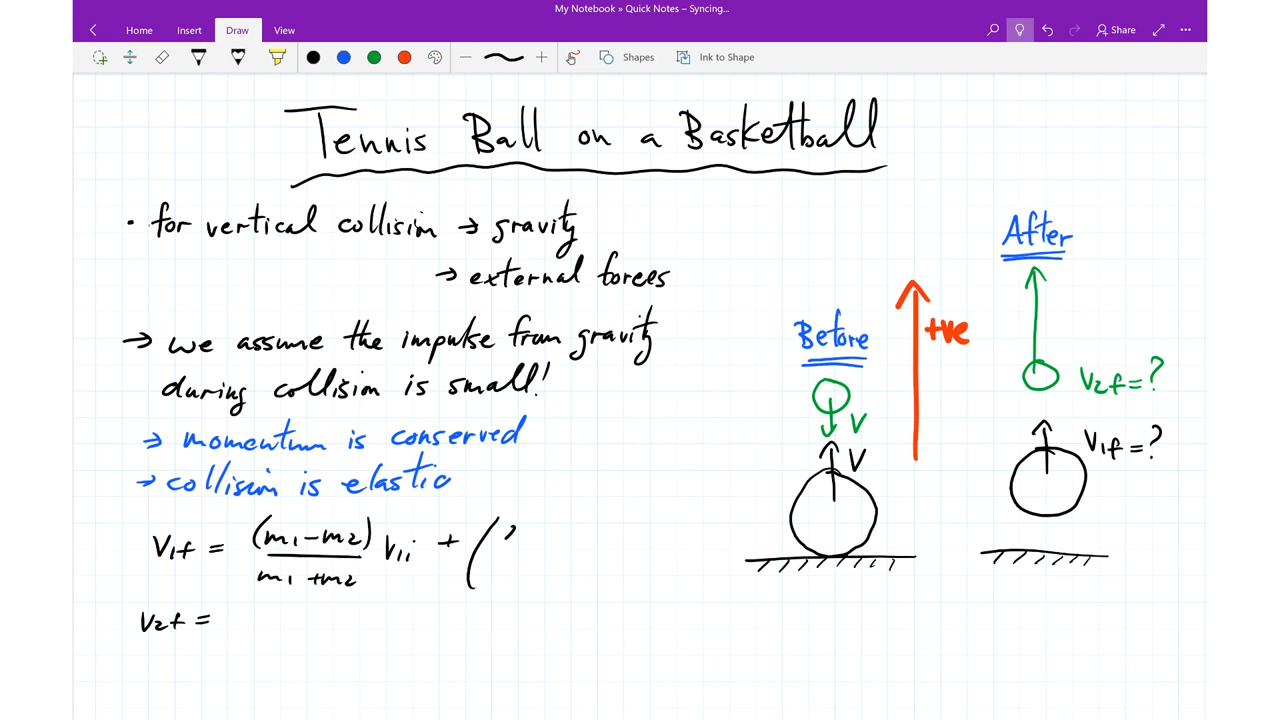 My Notebook » Quick Notes – Syncing...
Home Insert Draw View Share
Shapes Ink to Shape
Tennis Ball on a Basketball
· for vertical collision → gravity
→ external forces
→ we assume the impulse from gravity
during collision is small!
→ momentum is conserved
→ collision is elastic
V1f = (m1-m2)/(m1+m2) V1i + (
V2f =
Before
V
V
+ve
After
V2f = ?
V1f = ?